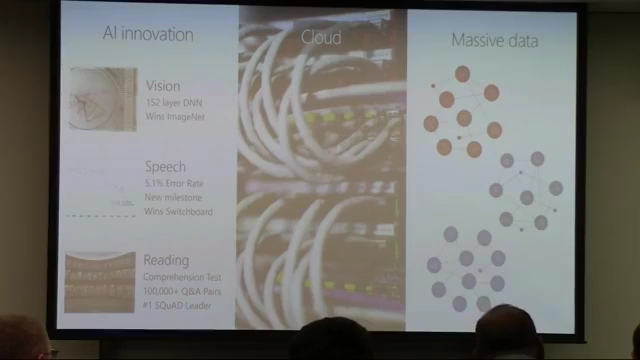 AI innovation
Vision
152 layer DNN
Wins ImageNet
Speech
5.1% Error Rate
New milestone
Wins Switchboard
Reading
Comprehension Test
100,000+ Q&A Pairs
#1 SQuAD Leader
Cloud
Massive data